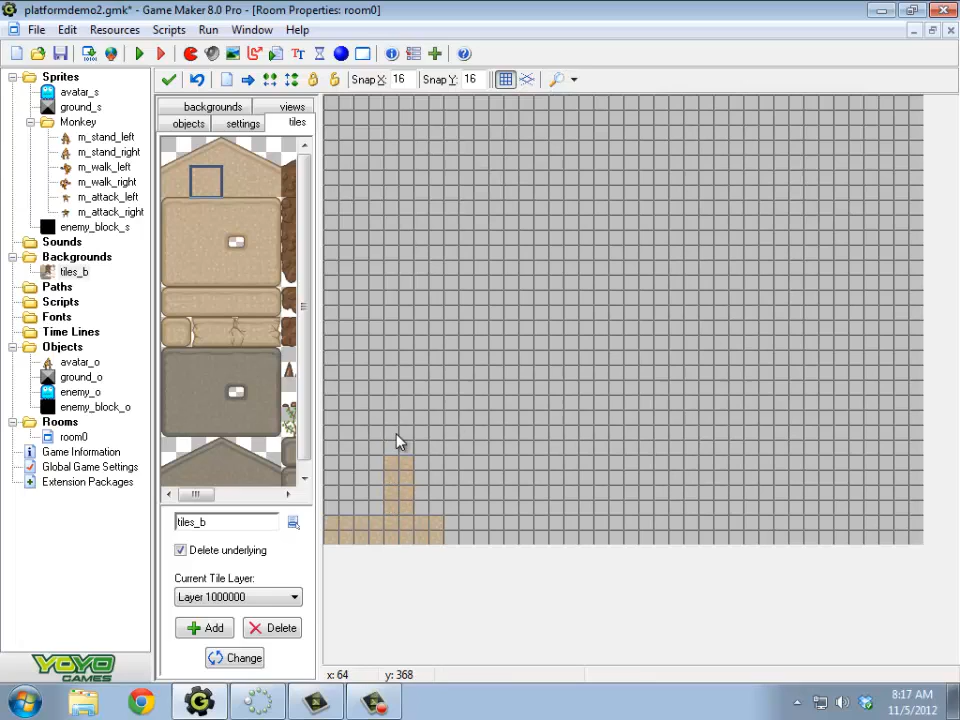 platformdemo2.gmk* - Game Maker 8.0 Pro - [Room Properties: room0]
File Edit Resources Scripts Run Window Help
Snap X: 16 Snap Y: 16
Sprites
avatar_s
ground_s
Monkey
m_stand_left
m_stand_right
m_walk_left
m_walk_right
m_attack_left
m_attack_right
enemy_block_s
Sounds
Backgrounds
tiles_b
Paths
Scripts
Fonts
Time Lines
Objects
avatar_o
ground_o
enemy_o
enemy_block_o
Rooms
room0
Game Information
Global Game Settings
Extension Packages
YOYO
GAMES
backgrounds views
objects settings tiles
tiles_b
Delete underlying
Current Tile Layer:
Layer 1000000
Add Delete
Change
x: 64 y: 368
8:17 AM
11/5/2012